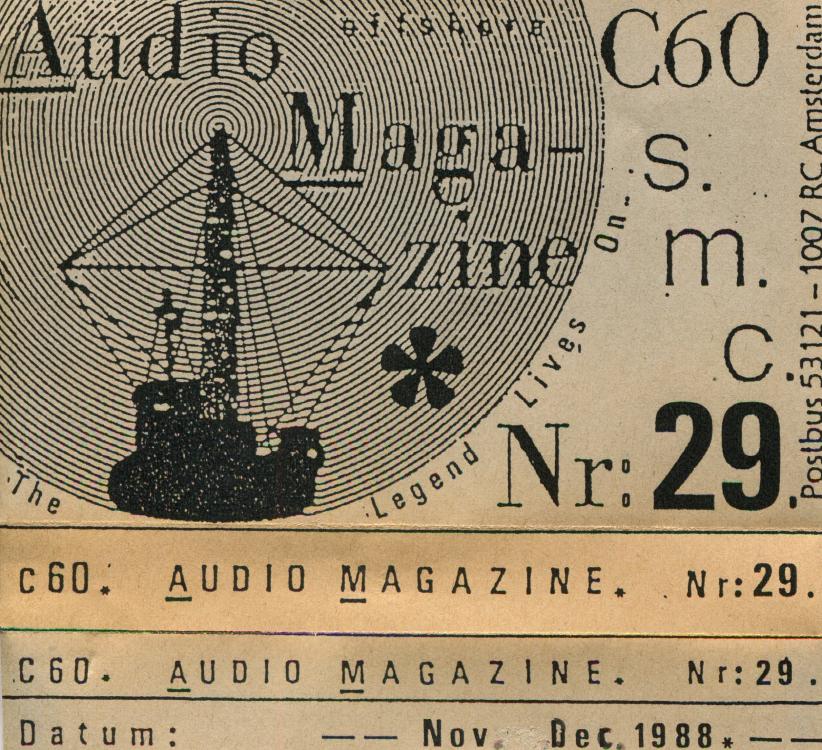 offshore
Audio
Maga-
zine
C60
s.
m.
c.
Nr: 29.
The Legend Lives On..
Postbus 53121 - 1007 RC Amsterdam
C60. AUDIO MAGAZINE. Nr: 29.
C60. AUDIO MAGAZINE. Nr: 29.
Datum: —— Nov Dec. 1988. ——